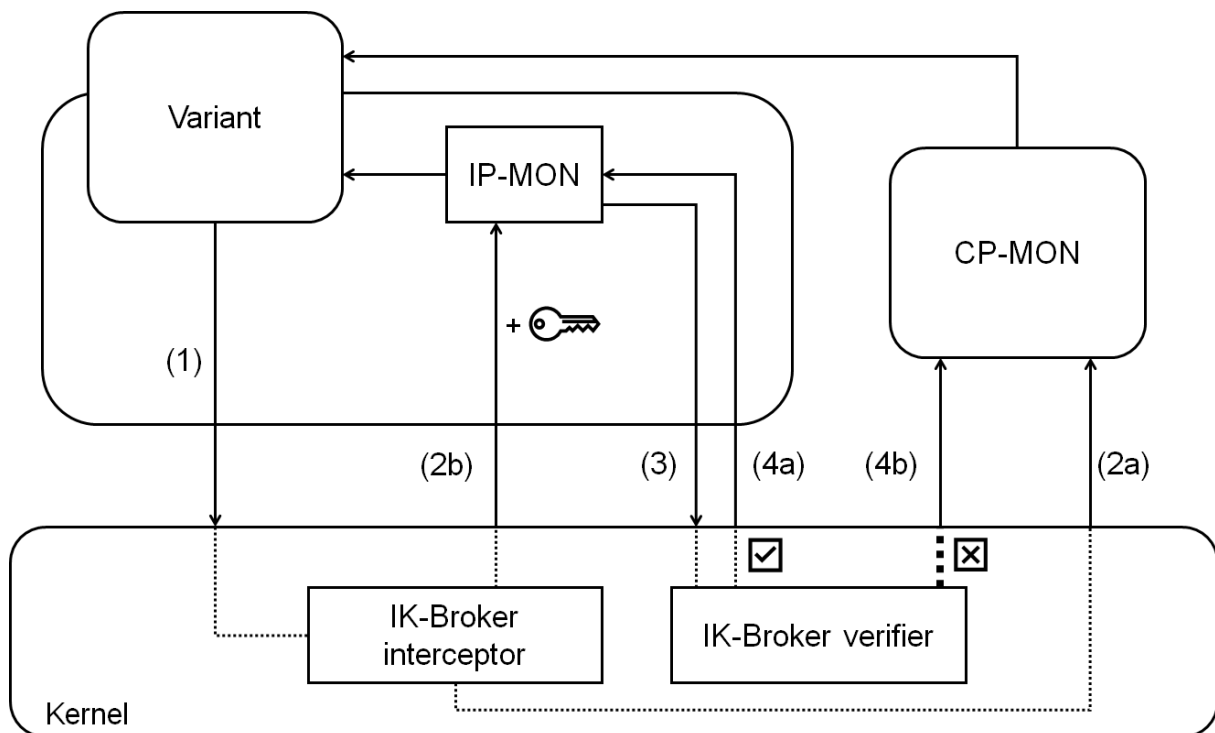 Variant
IP-MON
CP-MON
+
(1)
(2b)
(3)
(4a)
(4b)
(2a)
IK-Broker
interceptor
IK-Broker verifier
Kernel